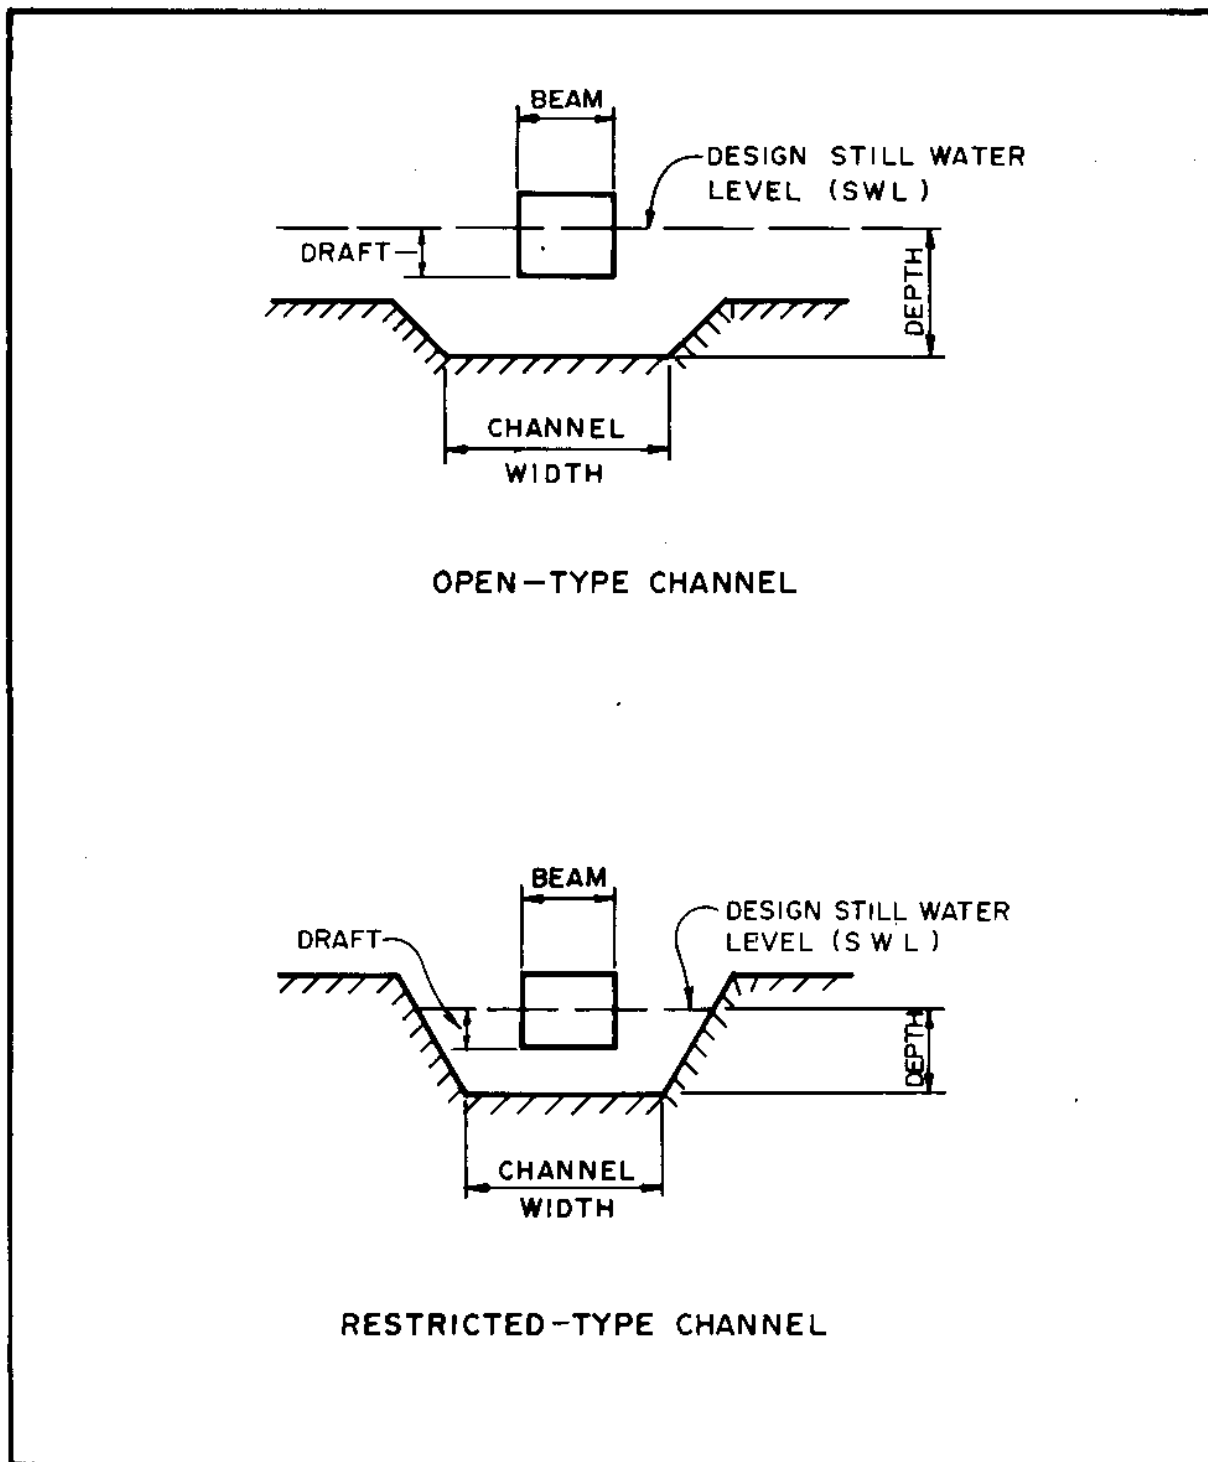 BEAM
DESIGN STILL WATER
LEVEL (SWL)
DRAFT
DEPTH
CHANNEL
WIDTH
OPEN-TYPE CHANNEL
BEAM
DESIGN STILL WATER
LEVEL (SWL)
DRAFT
DEPTH
CHANNEL
WIDTH
RESTRICTED-TYPE CHANNEL